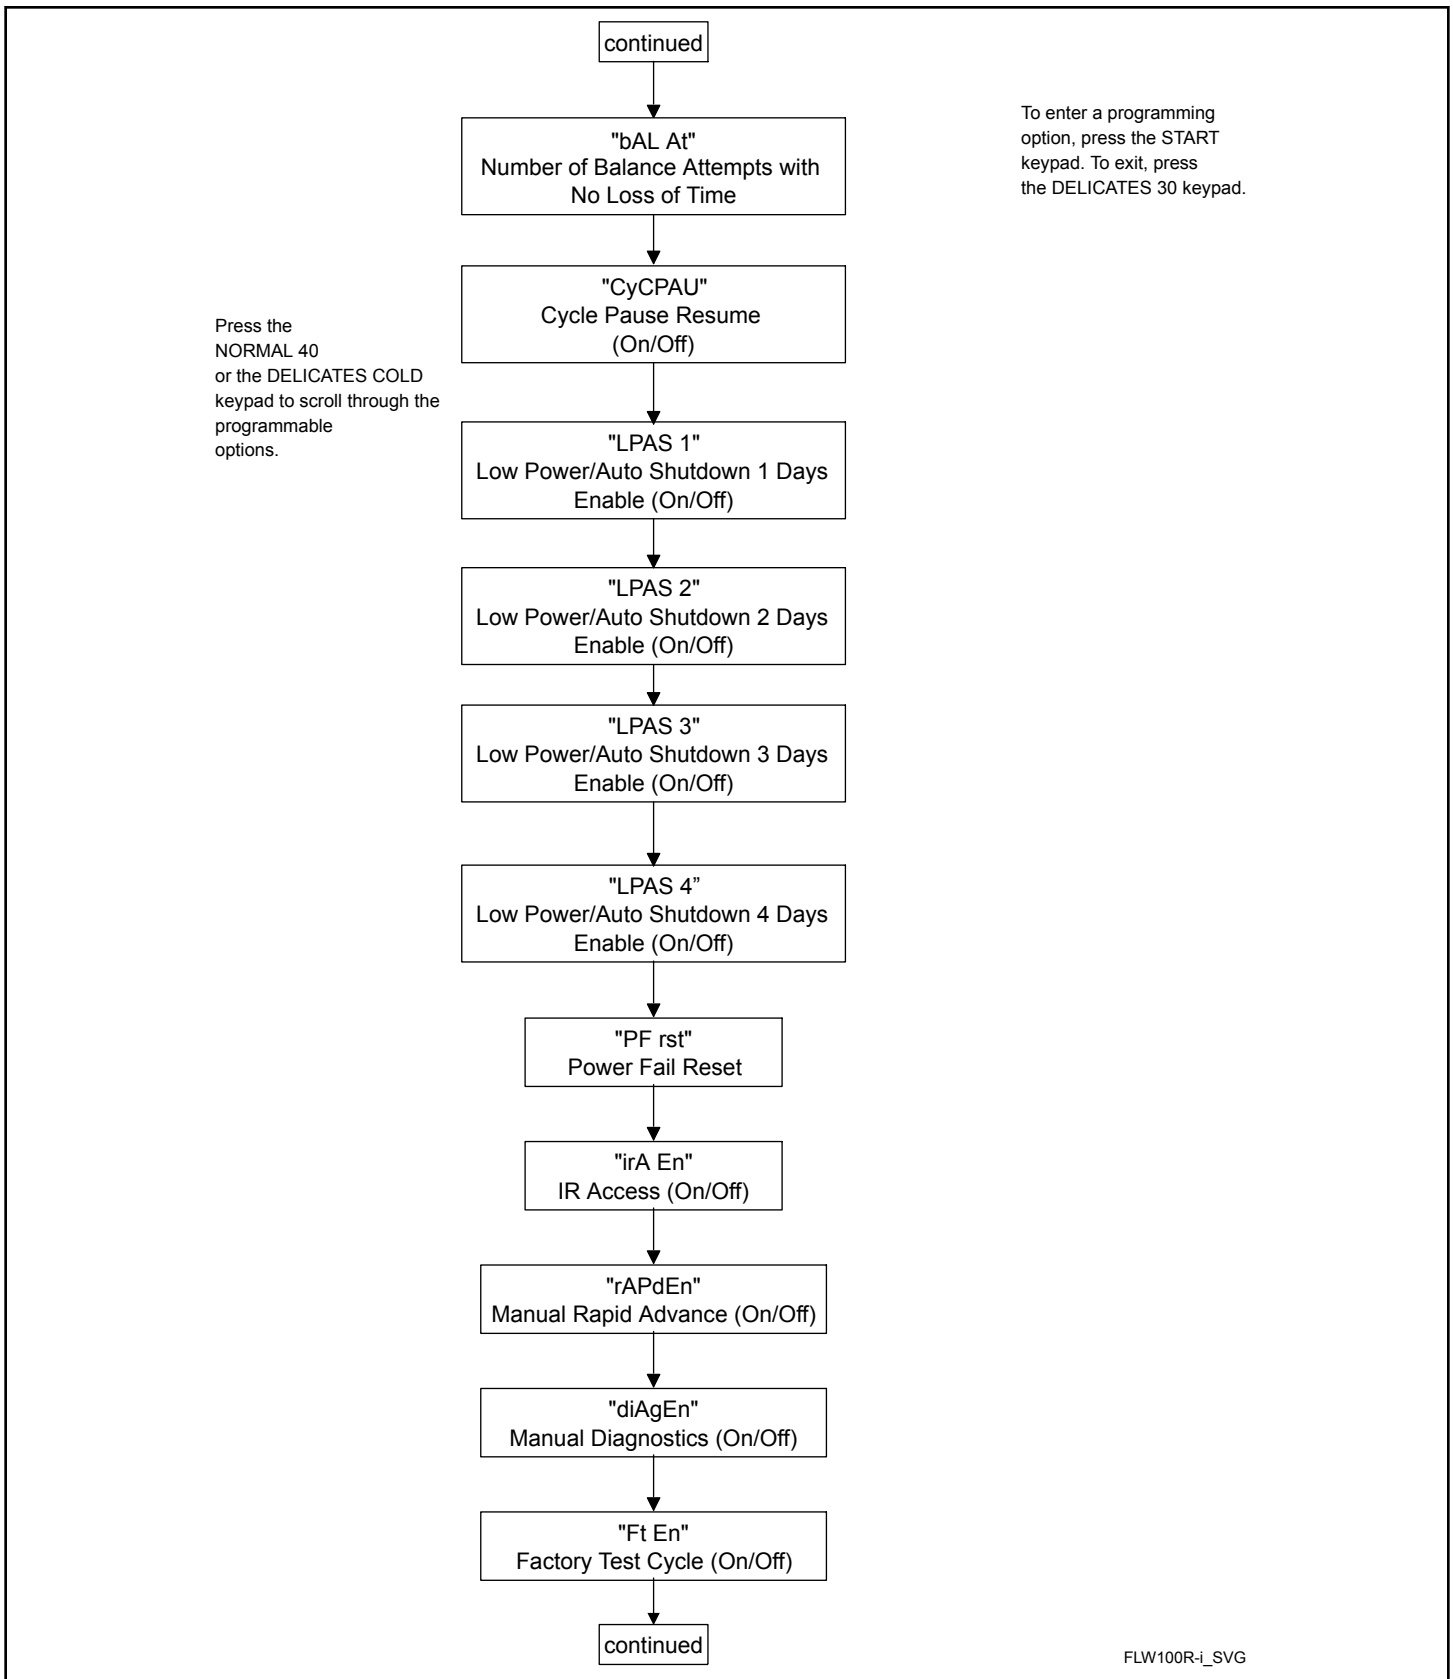 continued
To enter a programming
option, press the START
keypad. To exit, press
the DELICATES 30 keypad.
"bAL At"
Number of Balance Attempts with
No Loss of Time
"CyCPAU"
Cycle Pause Resume
(On/Off)
Press the
NORMAL 40
or the DELICATES COLD
keypad to scroll through the
programmable
options.
"LPAS 1"
Low Power/Auto Shutdown 1 Days
Enable (On/Off)
"LPAS 2"
Low Power/Auto Shutdown 2 Days
Enable (On/Off)
"LPAS 3"
Low Power/Auto Shutdown 3 Days
Enable (On/Off)
"LPAS 4”
Low Power/Auto Shutdown 4 Days
Enable (On/Off)
"PF rst"
Power Fail Reset
"irA En"
IR Access (On/Off)
"rAPdEn"
Manual Rapid Advance (On/Off)
"diAgEn"
Manual Diagnostics (On/Off)
"Ft En"
Factory Test Cycle (On/Off)
continued
FLW100R-i_SVG